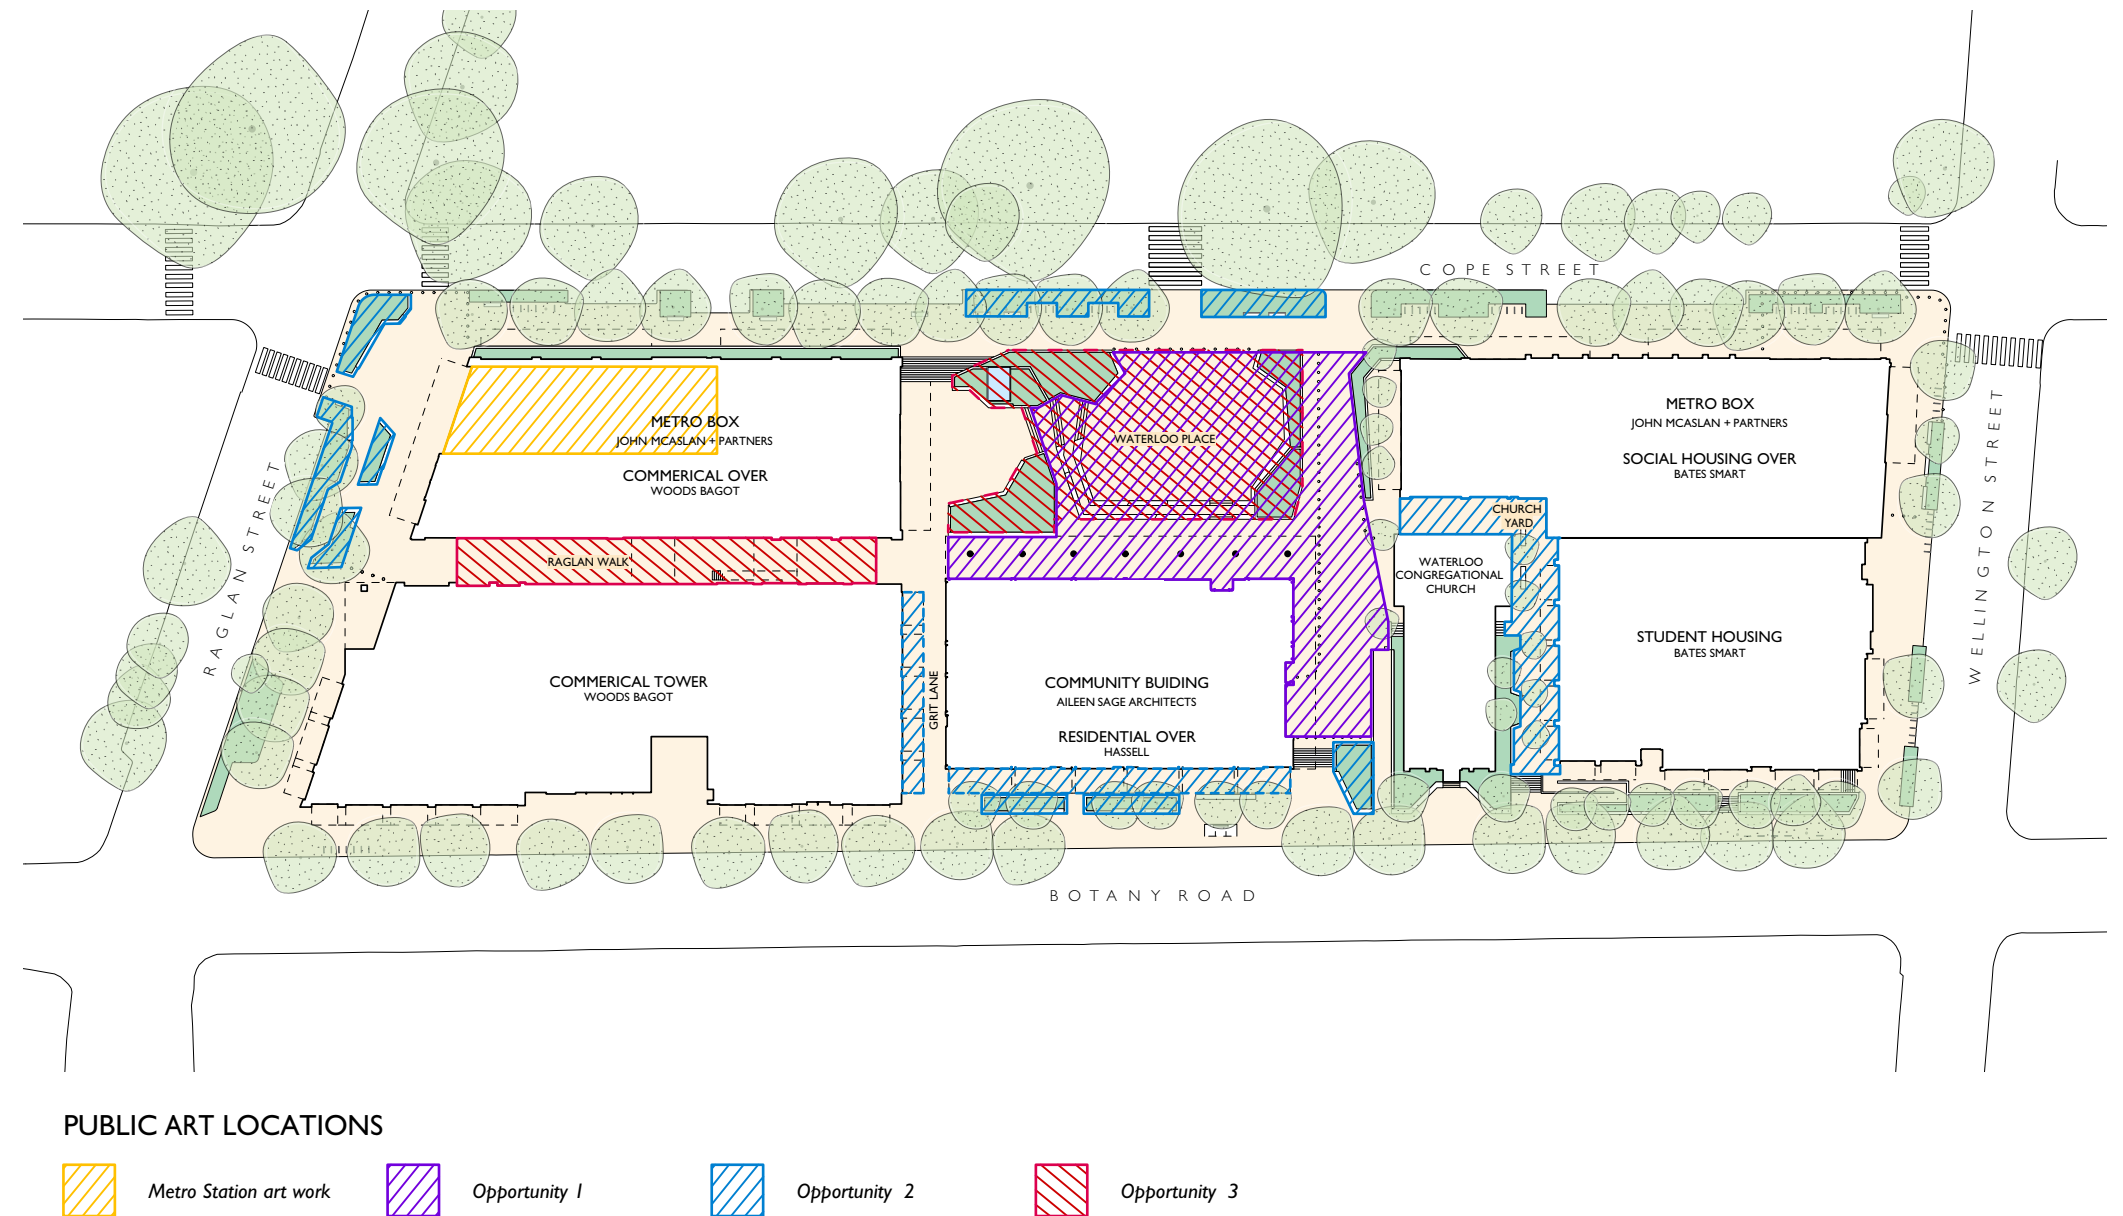 COPE STREET
METRO BOX
JOHN MCASLAN + PARTNERS
COMMERICAL OVER
WOODS BAGOT
WATERLOO PLACE
METRO BOX
JOHN MCASLAN + PARTNERS
SOCIAL HOUSING OVER
BATES SMART
CHURCH
YARD
RAGLAN STREET
RAGLAN WALK
WATERLOO
CONGREGATIONAL
CHURCH
WELLINGTON STREET
COMMERICAL TOWER
WOODS BAGOT
GRIT LANE
COMMUNITY BUIDING
AILEEN SAGE ARCHITECTS
RESIDENTIAL OVER
HASSELL
STUDENT HOUSING
BATES SMART
BOTANY ROAD
PUBLIC ART LOCATIONS
Metro Station art work
Opportunity 1
Opportunity 2
Opportunity 3